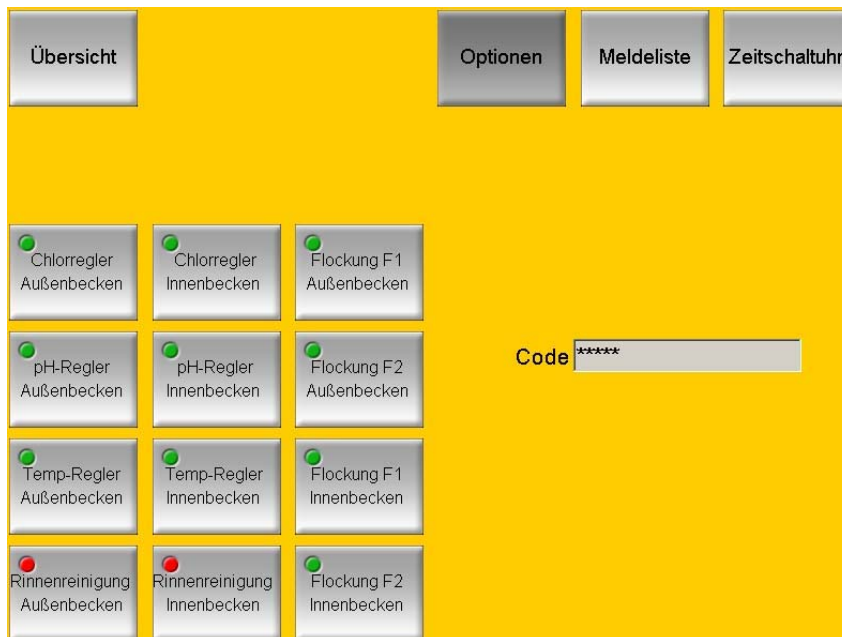 Übersicht
Optionen
Meldeliste
Zeitschaltuhr
Chlorregler
Außenbecken
Chlorregler
Innenbecken
Flockung F1
Außenbecken
pH-Regler
Außenbecken
pH-Regler
Innenbecken
Flockung F2
Außenbecken
Code *****
Temp-Regler
Außenbecken
Temp-Regler
Innenbecken
Flockung F1
Innenbecken
Rinnenreinigung
Außenbecken
Rinnenreinigung
Innenbecken
Flockung F2
Innenbecken